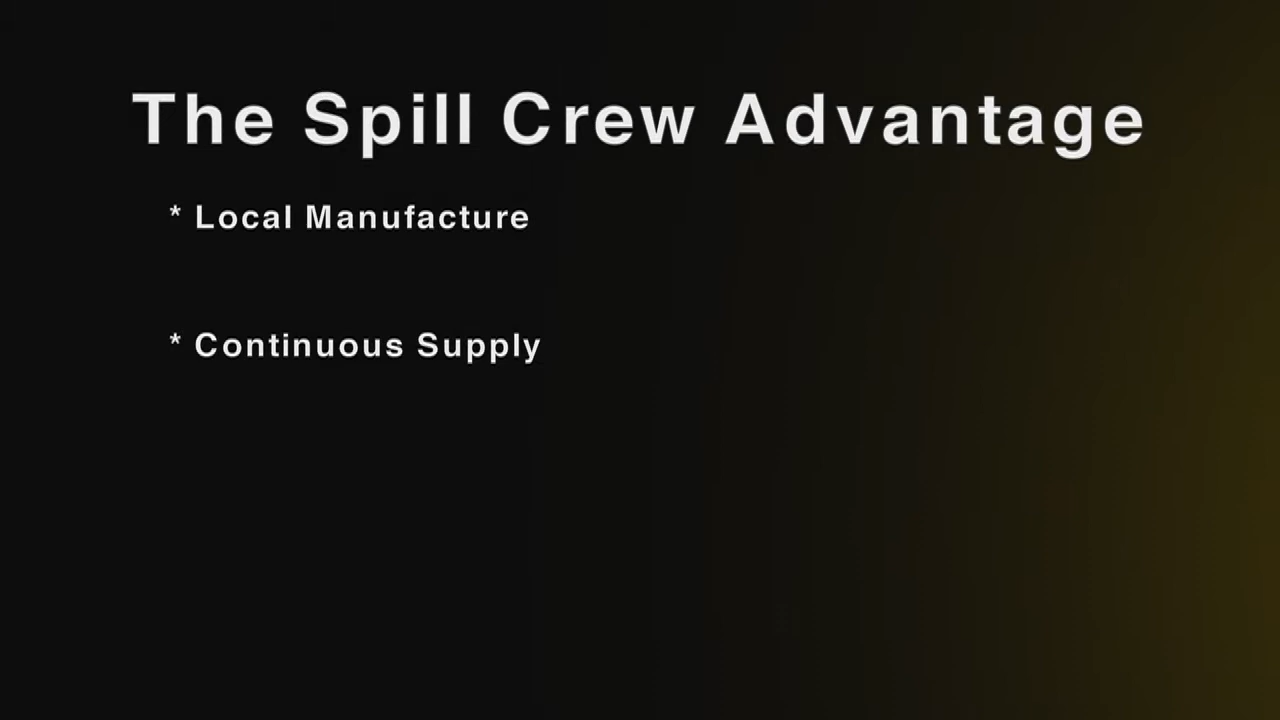 The Spill Crew Advantage
* Local Manufacture
* Continuous Supply